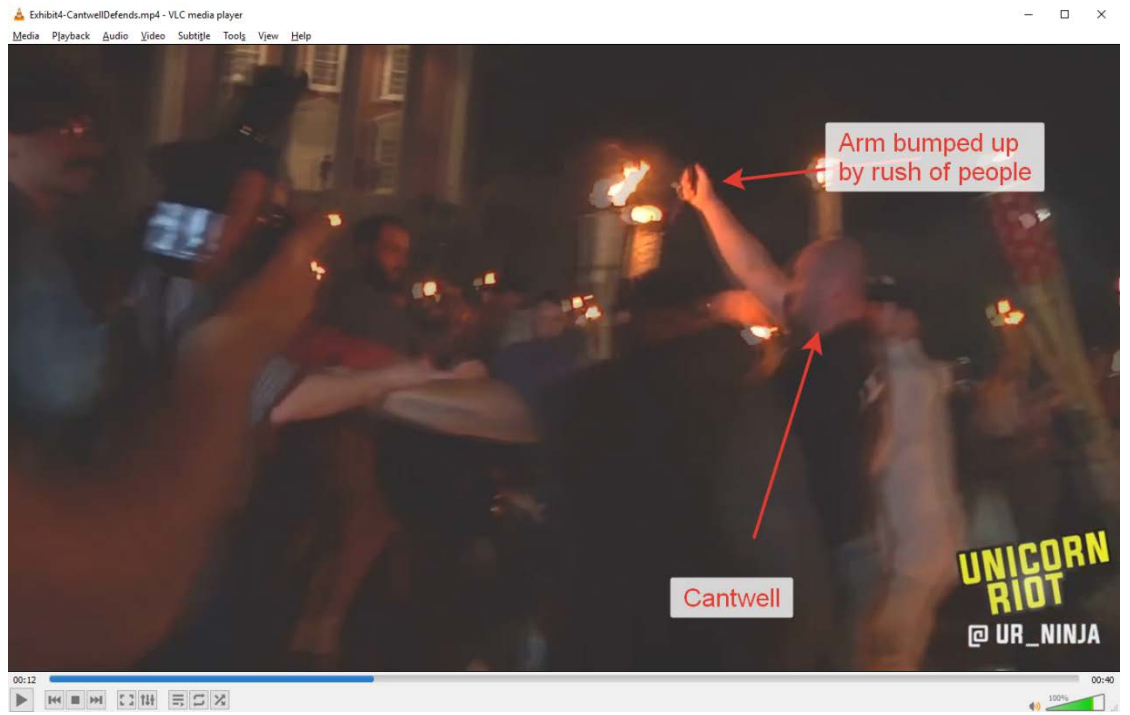 Exhibit4-CantwellDefends.mp4 - VLC media player
Media Playback Audio Video Subtitle Tools View Help
Arm bumped up
by rush of people
Cantwell
UNICORN
RIOT
@ UR_NINJA
00:12
00:40
100%